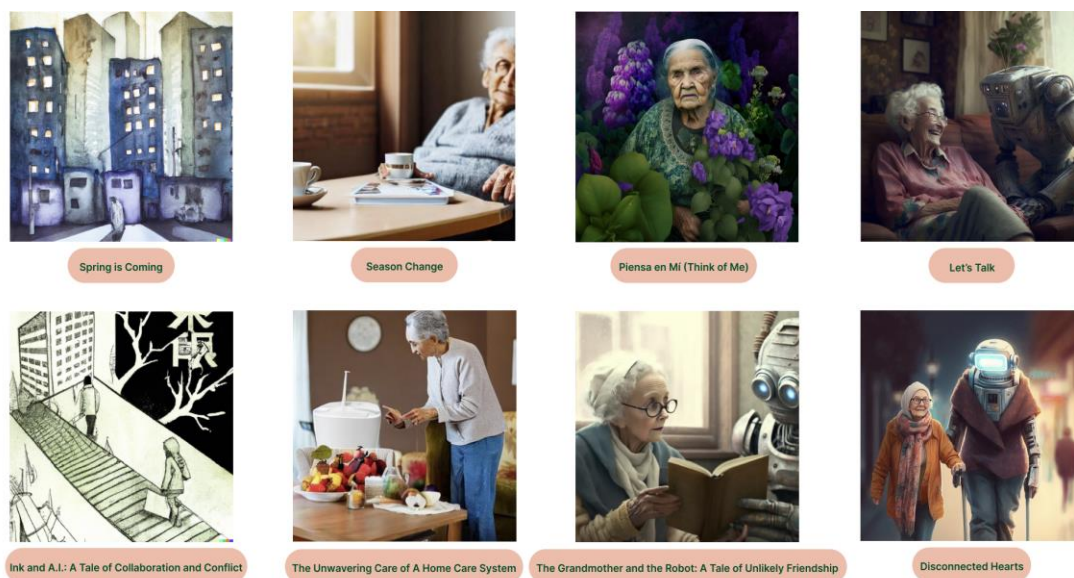 Spring is Coming
Season Change
Piensa en Mí (Think of Me)
Let's Talk
Ink and A.I.: A Tale of Collaboration and Conflict
The Unwavering Care of A Home Care System
The Grandmother and the Robot: A Tale of Unlikely Friendship
Disconnected Hearts